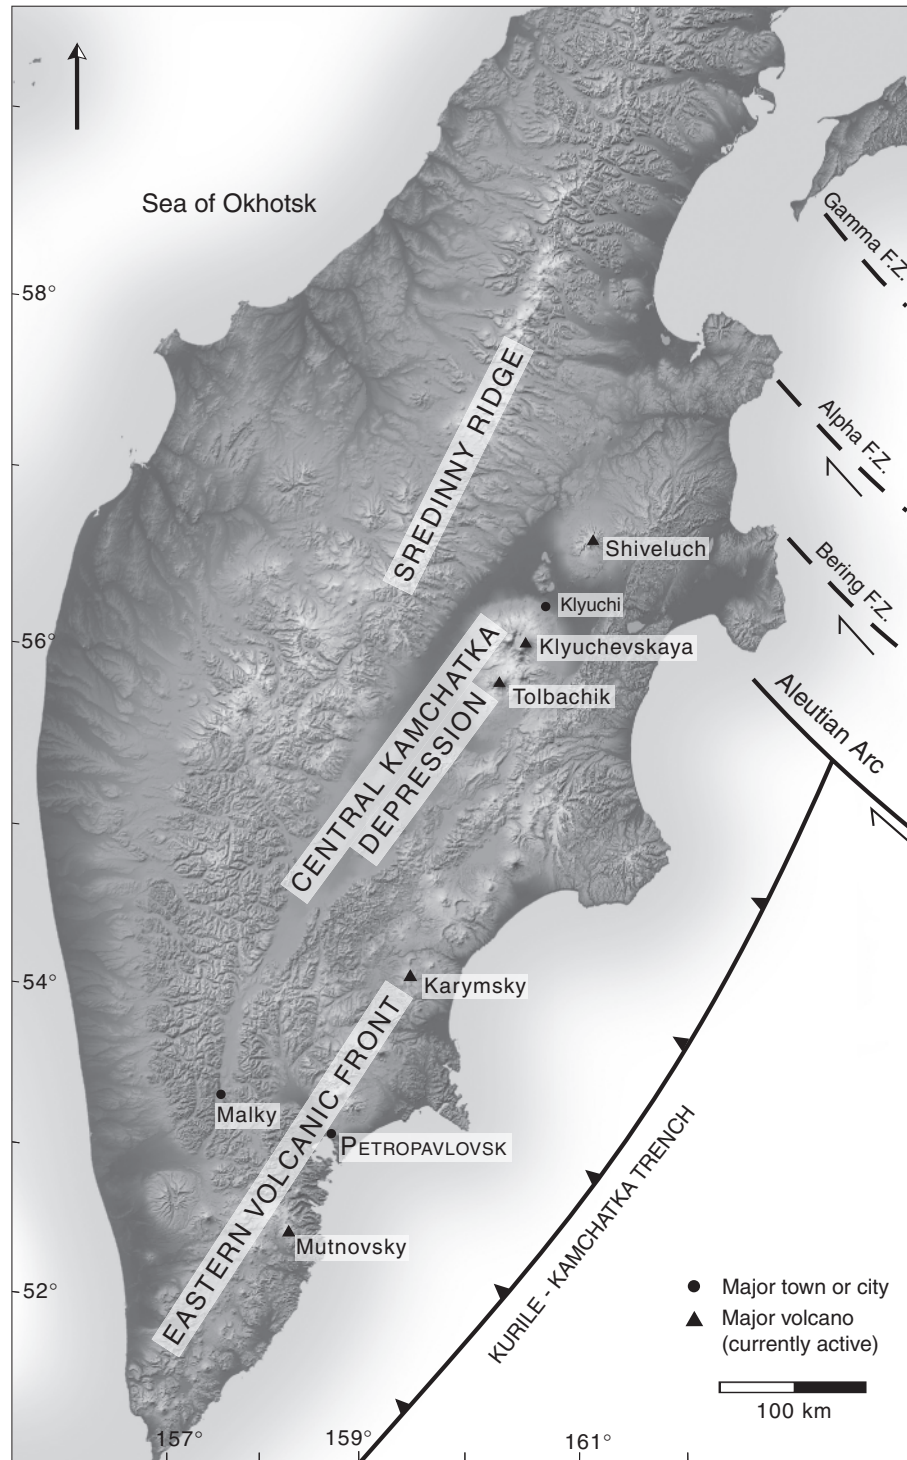 Sea of Okhotsk
Gamma F.Z.
58°
SREDINNY RIDGE
Alpha F.Z.
Shiveluch
Bering F.Z.
Klyuchi
56°
Klyuchevskaya
Tolbachik
Aleutian Arc
CENTRAL KAMCHATKA
DEPRESSION
54°
Karymsky
EASTERN VOLCANIC FRONT
Malky
PETROPAVLOVSK
Mutnovsky
KURILE - KAMCHATKA TRENCH
52°
Major town or city
Major volcano
(currently active)
100 km
157°
159°
161°